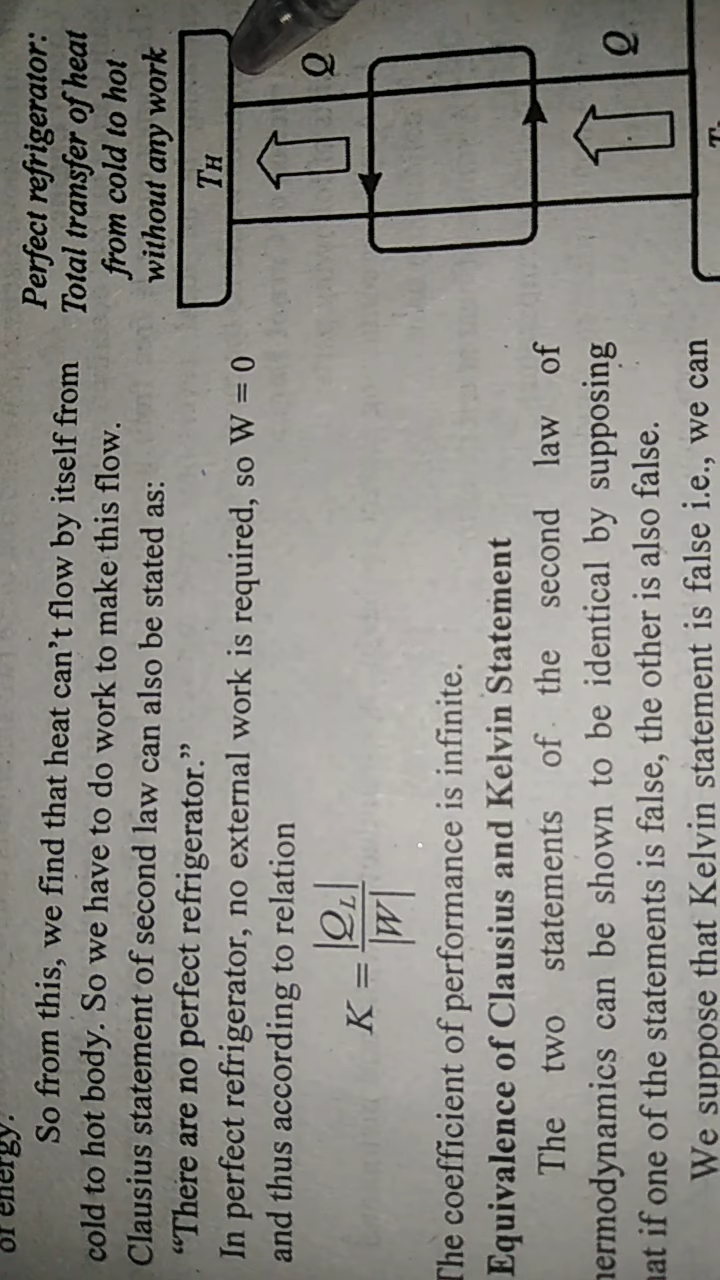 of energy.
So from this, we find that heat can't flow by itself from
cold to hot body. So we have to do work to make this flow.
Clausius statement of second law can also be stated as:
“There are no perfect refrigerator.”
In perfect refrigerator, no external work is required, so W = 0
and thus according to relation
K = |Q_L| / |W|
The coefficient of performance is infinite.
Equivalence of Clausius and Kelvin Statement
The two statements of the second law of
hermodynamics can be shown to be identical by supposing
at if one of the statements is false, the other is also false.
We suppose that Kelvin statement is false i.e., we can
Perfect refrigerator:
Total transfer of heat
from cold to hot
without any work
T_H
Q
Q